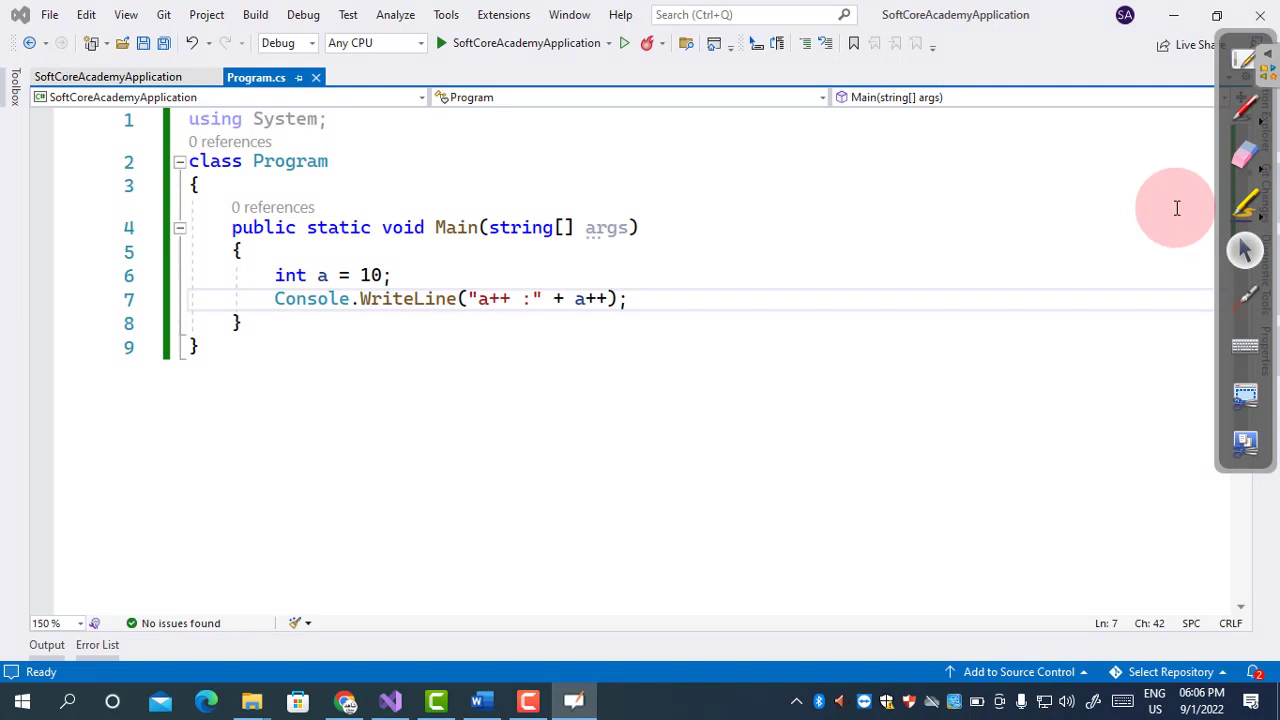 File Edit View Git Project Build Debug Test Analyze Tools Extensions Window Help Search (Ctrl+Q) SoftCoreAcademyApplication SA
Debug Any CPU SoftCoreAcademyApplication Live Share
SoftCoreAcademyApplication Program.cs
SoftCoreAcademyApplication Program Main(string[] args)
Toolbox
1 using System;
0 references
2 class Program
3 {
0 references
4 public static void Main(string[] args)
5 {
6 int a = 10;
7 Console.WriteLine("a++ :" + a++);
8 }
9 }
Properties
150 % No issues found Ln: 7 Ch: 42 SPC CRLF
Output Error List
Ready Add to Source Control Select Repository 2
ENG 06:06 PM
US 9/1/2022